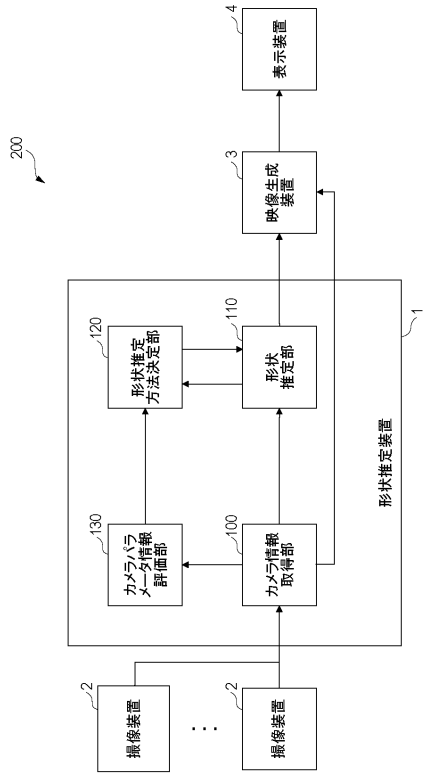 200
撮像装置
2
・・・
撮像装置
2
カメラパラ
メータ情報
評価部
130
形状推定
方法決定部
120
カメラ情報
取得部
100
形状
推定部
110
形状推定装置
1
映像生成
装置
3
表示装置
4